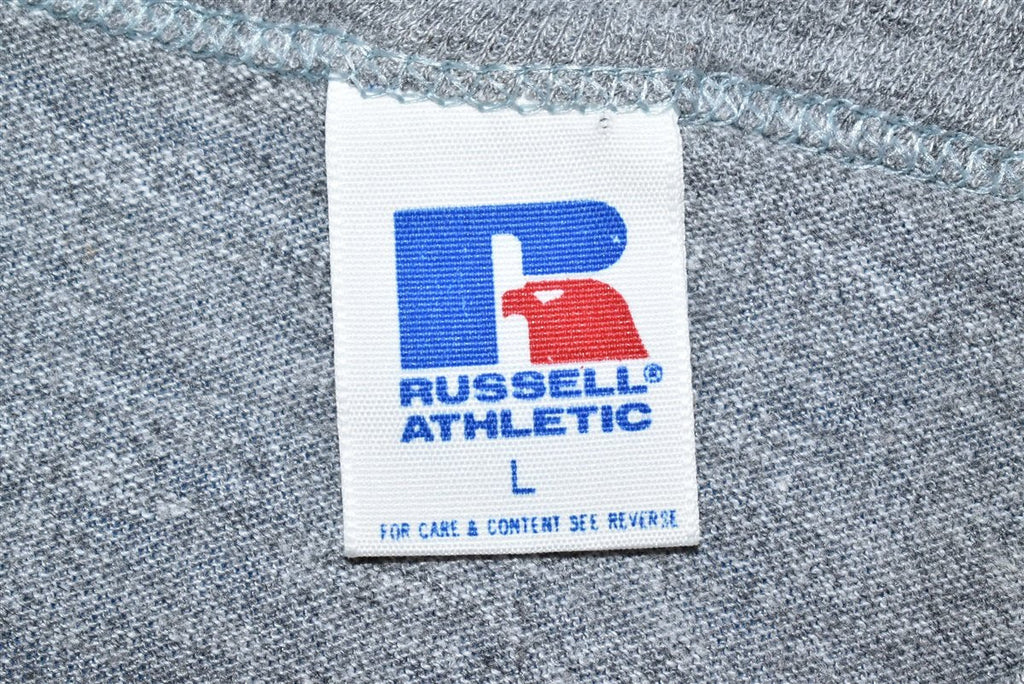 R
RUSSELL®
ATHLETIC
L
FOR CARE & CONTENT SEE REVERSE